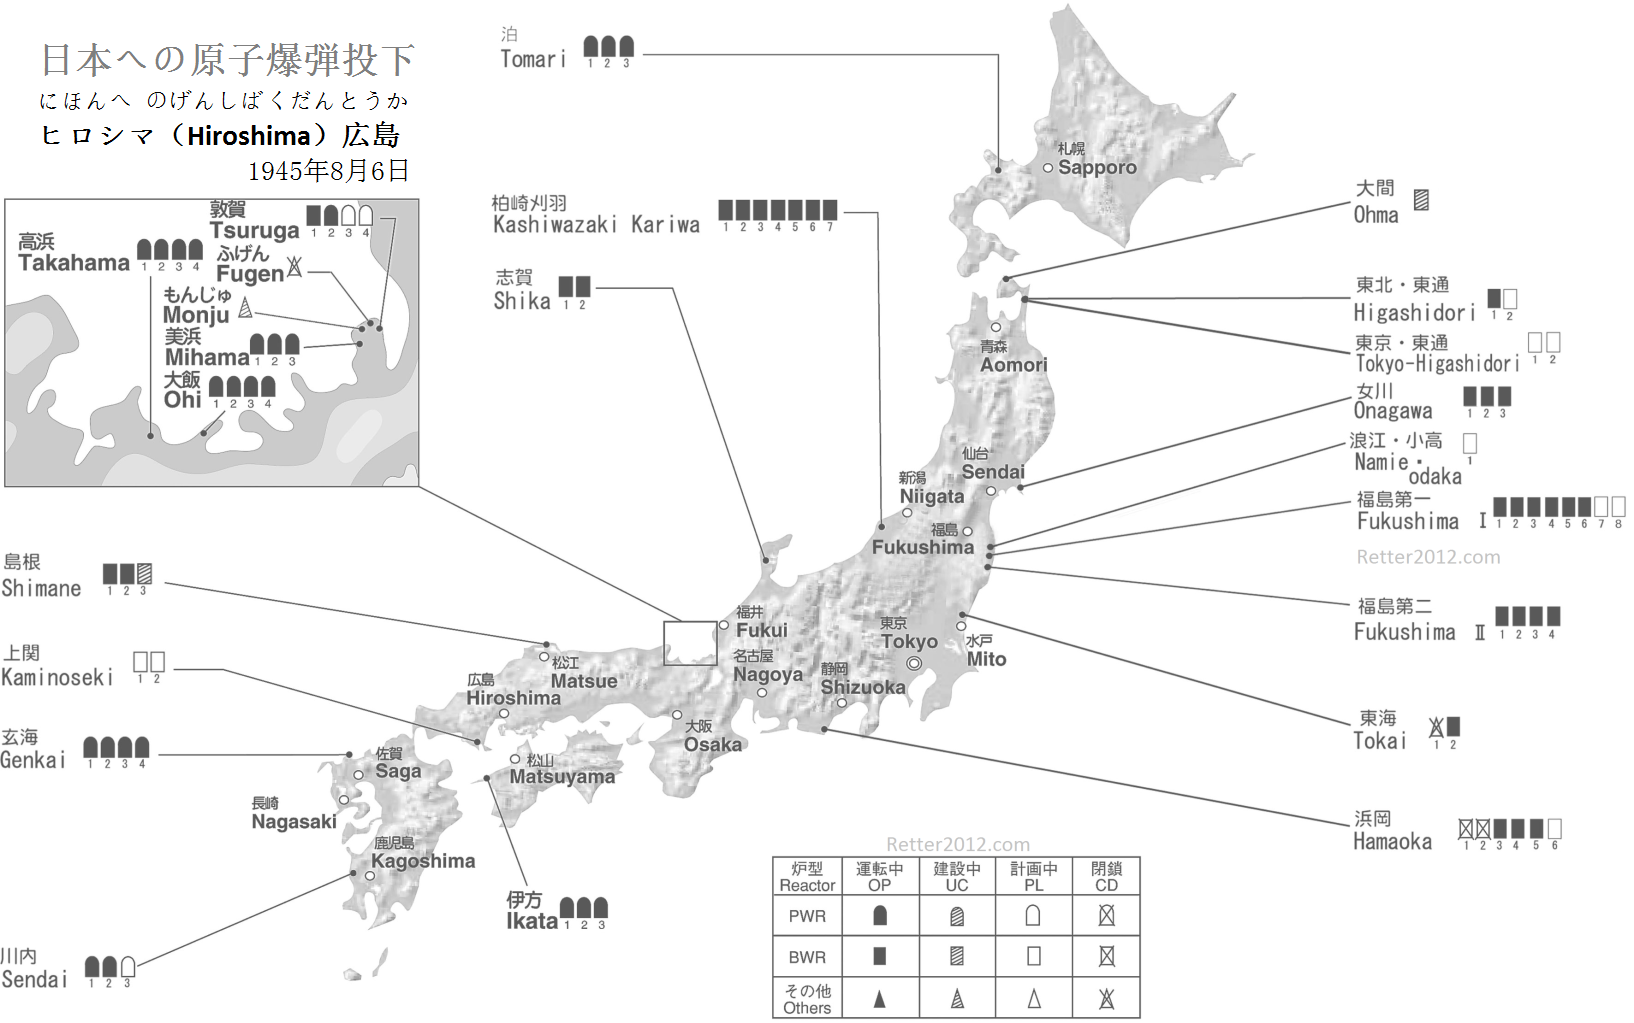 日本への原子爆弾投下
にほんへ のげんしばくだんとうか
ヒロシマ（Hiroshima）広島
1945年8月6日
敦賀
Tsuruga
1 2 3 4
高浜
Takahama
1 2 3 4
ふげん
Fugen
もんじゅ
Monju
美浜
Mihama
1 2 3
大飯
Ohi
1 2 3 4
泊
Tomari
1 2 3
柏崎刈羽
Kashiwazaki Kariwa
1 2 3 4 5 6 7
志賀
Shika
1 2
島根
Shimane
1 2 3
上関
Kaminoseki
1 2
玄海
Genkai
1 2 3 4
川内
Sendai
1 2 3
伊方
Ikata
1 2 3
札幌
Sapporo
青森
Aomori
仙台
Sendai
新潟
Niigata
福島
Fukushima
福井
Fukui
東京
Tokyo
水戸
Mito
名古屋
Nagoya
静岡
Shizuoka
松江
Matsue
広島
Hiroshima
大阪
Osaka
松山
Matsuyama
佐賀
Saga
長崎
Nagasaki
鹿児島
Kagoshima
大間
Ohma
東北・東通
Higashidori
1 2
東京・東通
Tokyo-Higashidori
1 2
女川
Onagawa
1 2 3
浪江・小高
Namie・
odaka
1
福島第一
Fukushima Ⅰ
1 2 3 4 5 6 7 8
Retter2012.com
福島第二
Fukushima Ⅱ
1 2 3 4
東海
Tokai
1 2
浜岡
Hamaoka
1 2 3 4 5 6
Retter2012.com
炉型 運転中 建設中 計画中 閉鎖
Reactor OP UC PL CD
PWR
BWR
その他
Others